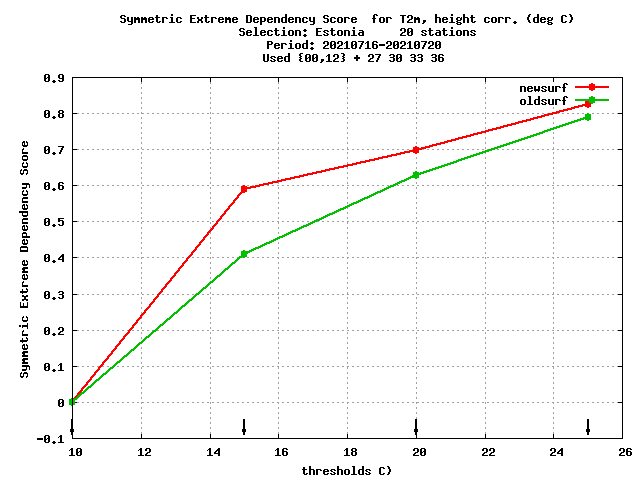 Symmetric Extreme Dependency Score  for T2m, height corr. (deg C)
Selection: Estonia     20 stations
Period: 20210716-20210720
Used {00,12} + 27 30 33 36
newsurf
oldsurf
Symmetric Extreme Dependency Score
0.9
0.8
0.7
0.6
0.5
0.4
0.3
0.2
0.1
0
-0.1
10 12 14 16 18 20 22 24 26
thresholds C)